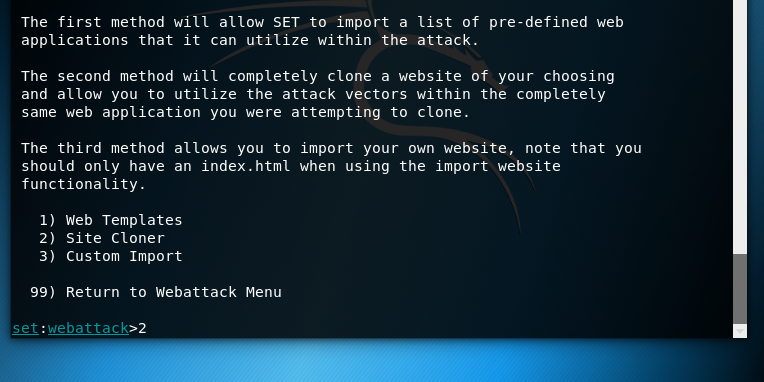 The first method will allow SET to import a list of pre-defined web
applications that it can utilize within the attack.
The second method will completely clone a website of your choosing
and allow you to utilize the attack vectors within the completely
same web application you were attempting to clone.
The third method allows you to import your own website, note that you
should only have an index.html when using the import website
functionality.
1) Web Templates
2) Site Cloner
3) Custom Import
99) Return to Webattack Menu
set:webattack>2